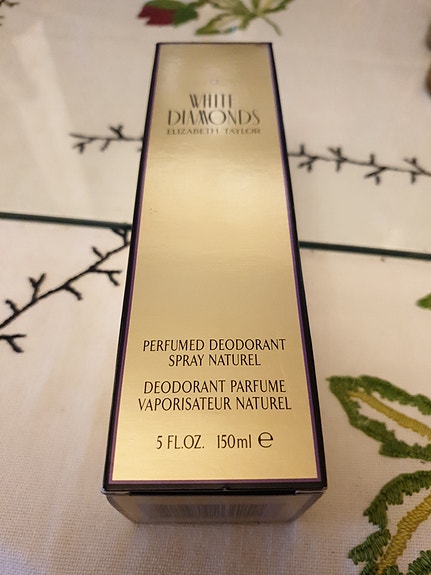 WHITE
DIAMONDS
ELIZABETH TAYLOR
PERFUMED DEODORANT
SPRAY NATUREL
DEODORANT PARFUME
VAPORISATEUR NATUREL
5 FL.OZ. 150ml ℮